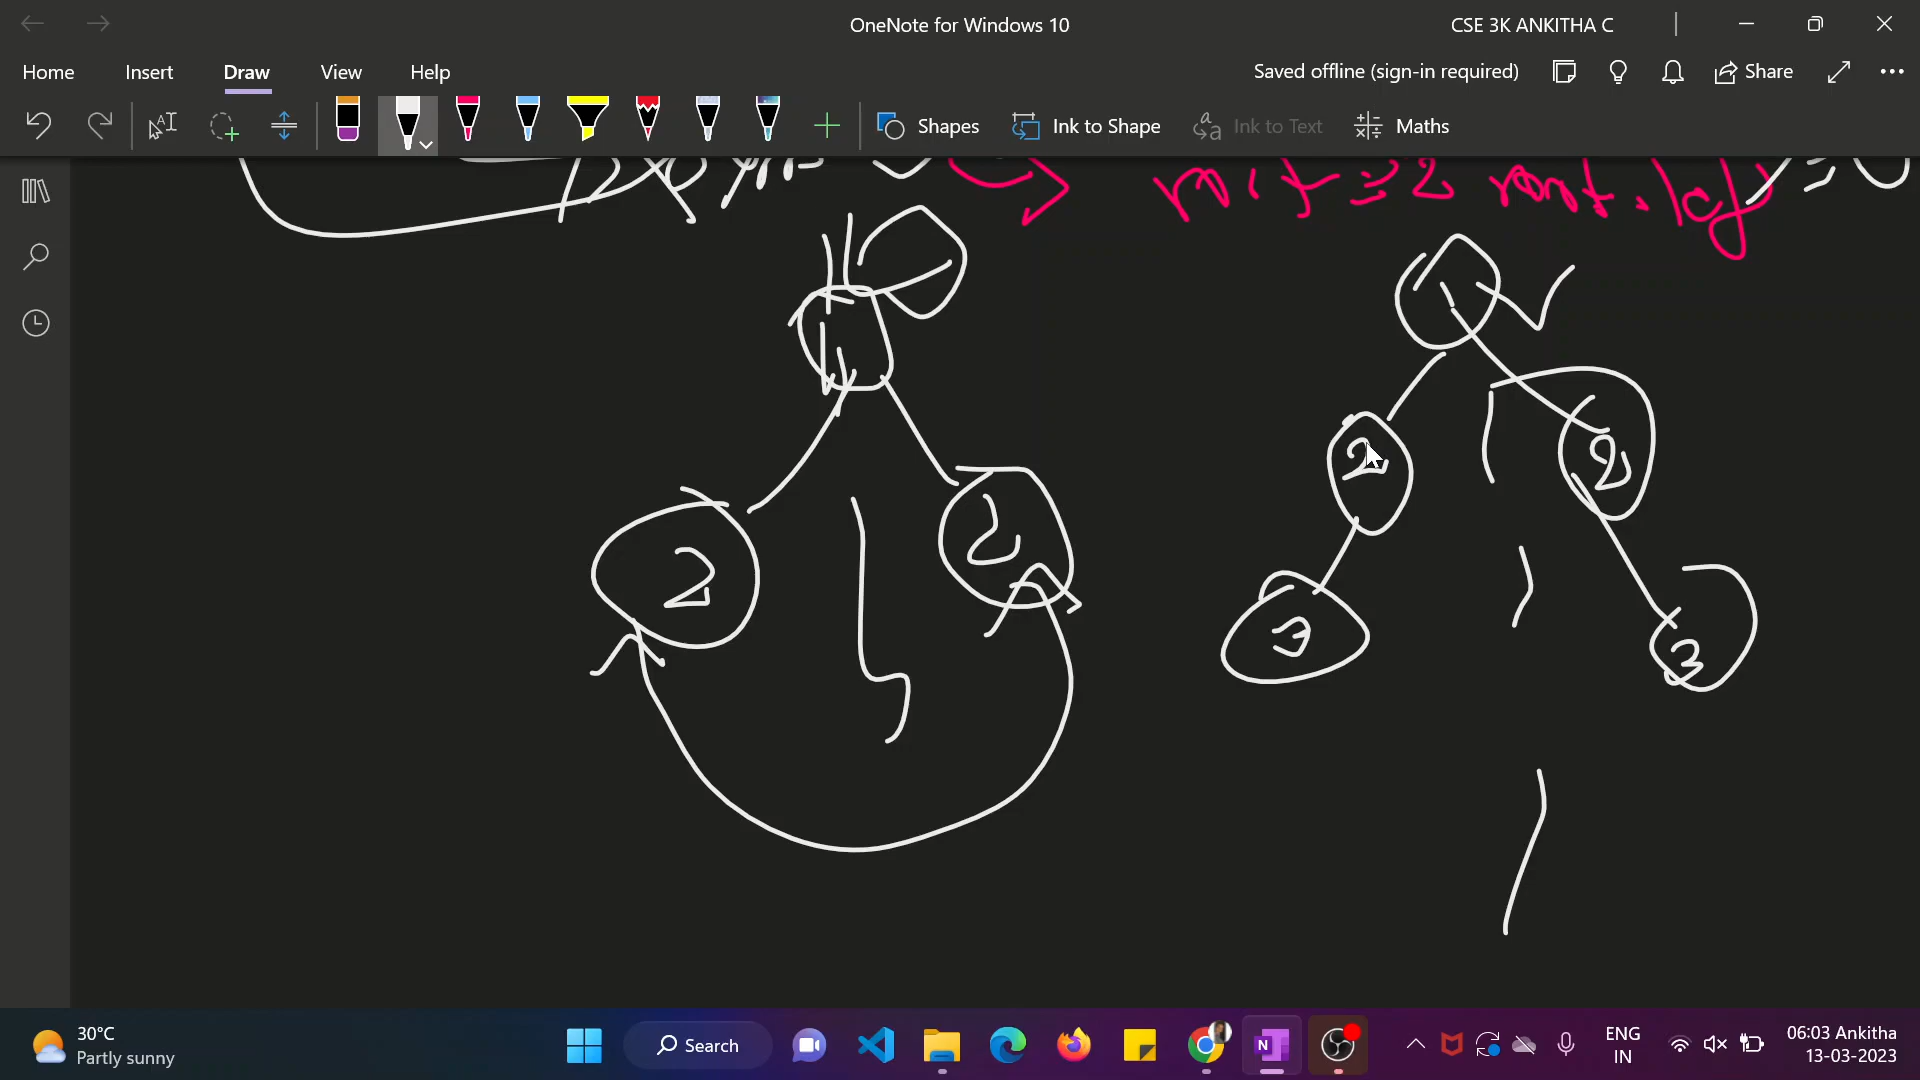 OneNote for Windows 10
CSE 3K ANKITHA C
Home Insert Draw View Help
Saved offline (sign-in required)
Share
Shapes
Ink to Shape
Ink to Text
Maths
1
2 2
2 2
3 3
30°C
Partly sunny
Search
ENG
IN
06:03 Ankitha
13-03-2023